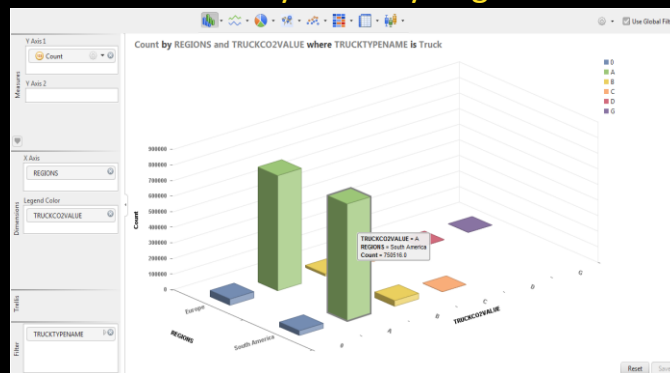 Use Global Filt
Y Axis 1
Count
Y Axis 2
Measures
X Axis
REGIONS
Legend Color
TRUCKCO2VALUE
Dimensions
Trellis
TRUCKTYPENAME
Filter
Count by REGIONS and TRUCKCO2VALUE where TRUCKTYPENAME is Truck
0
A
B
C
D
G
900000
800000
700000
600000
500000
400000
300000
200000
100000
0
Count
TRUCKCO2VALUE = A
REGIONS = South America
Count = 750516.0
Europe
South America
REGIONS
A
B
C
D
G
TRUCKCO2VALUE
Reset
Save